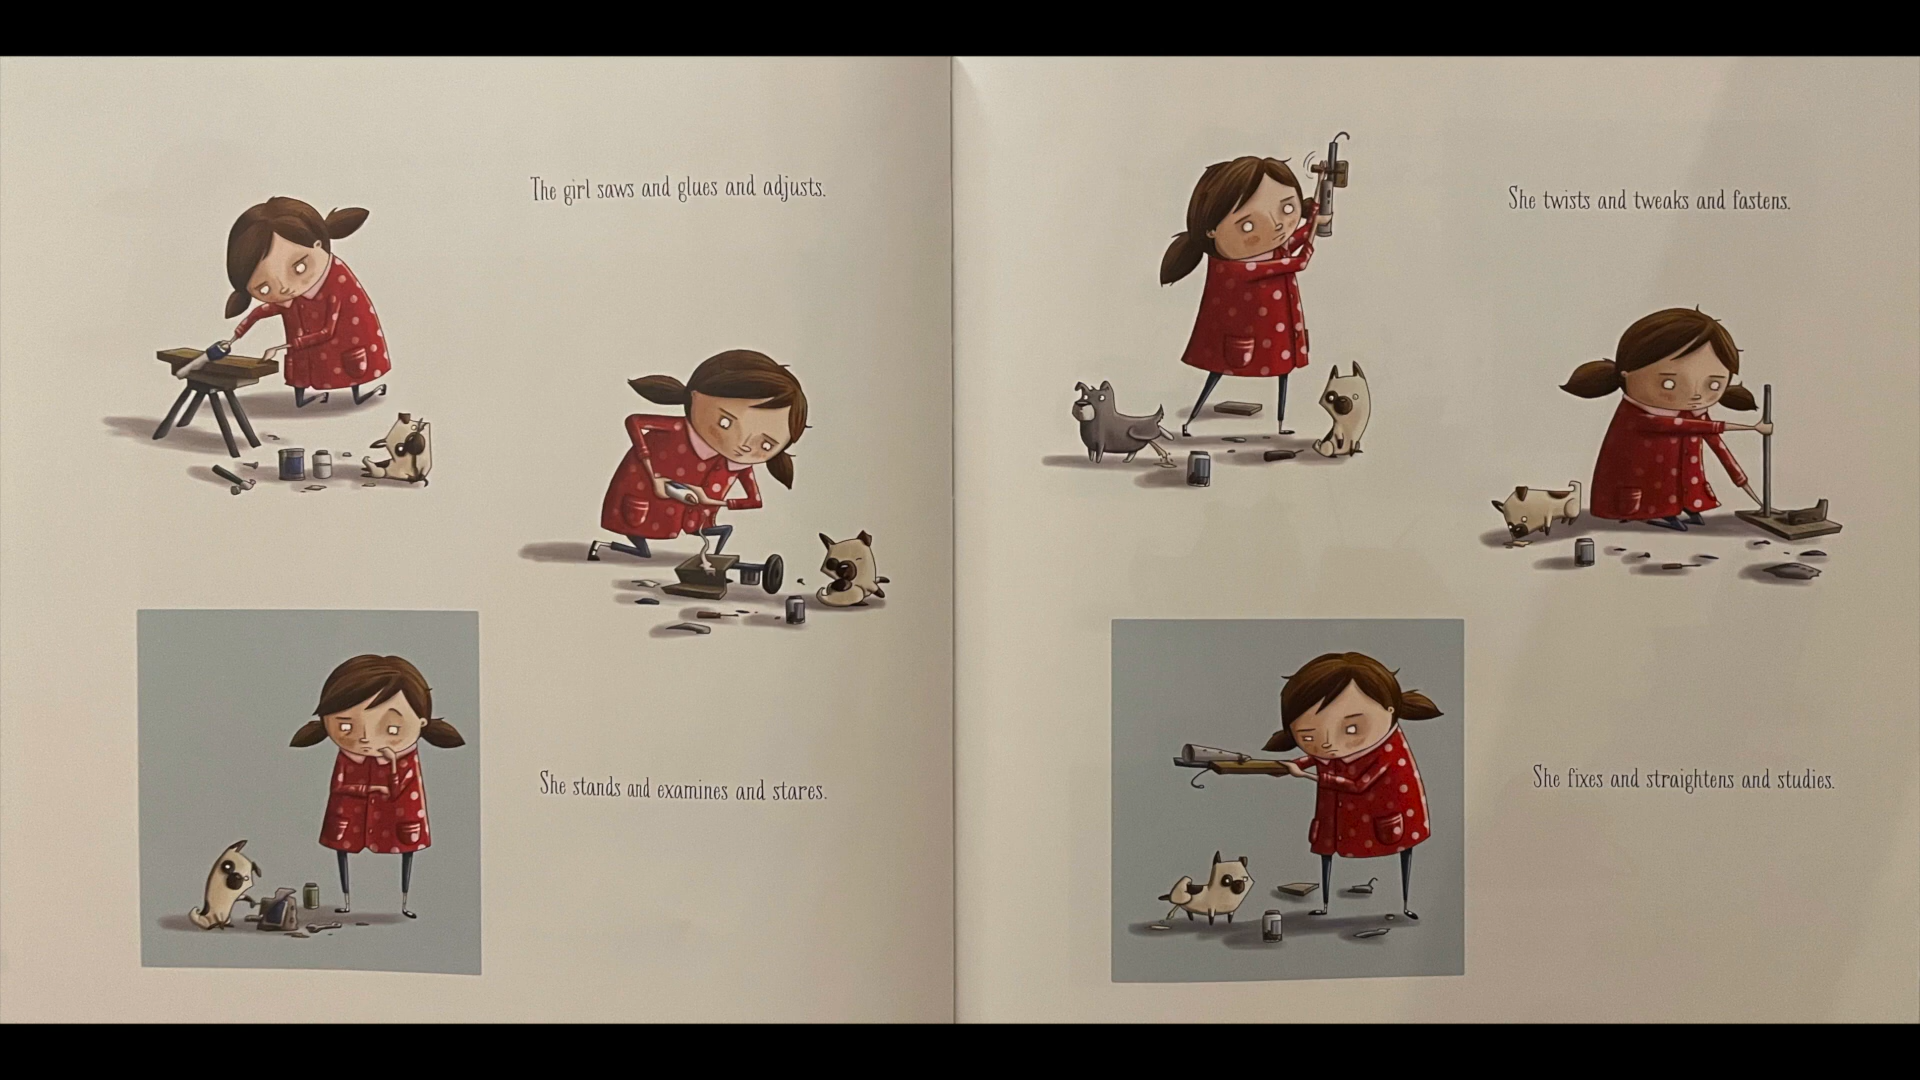 The girl saws and glues and adjusts.
She stands and examines and stares.
She twists and tweaks and fastens.
She fixes and straightens and studies.